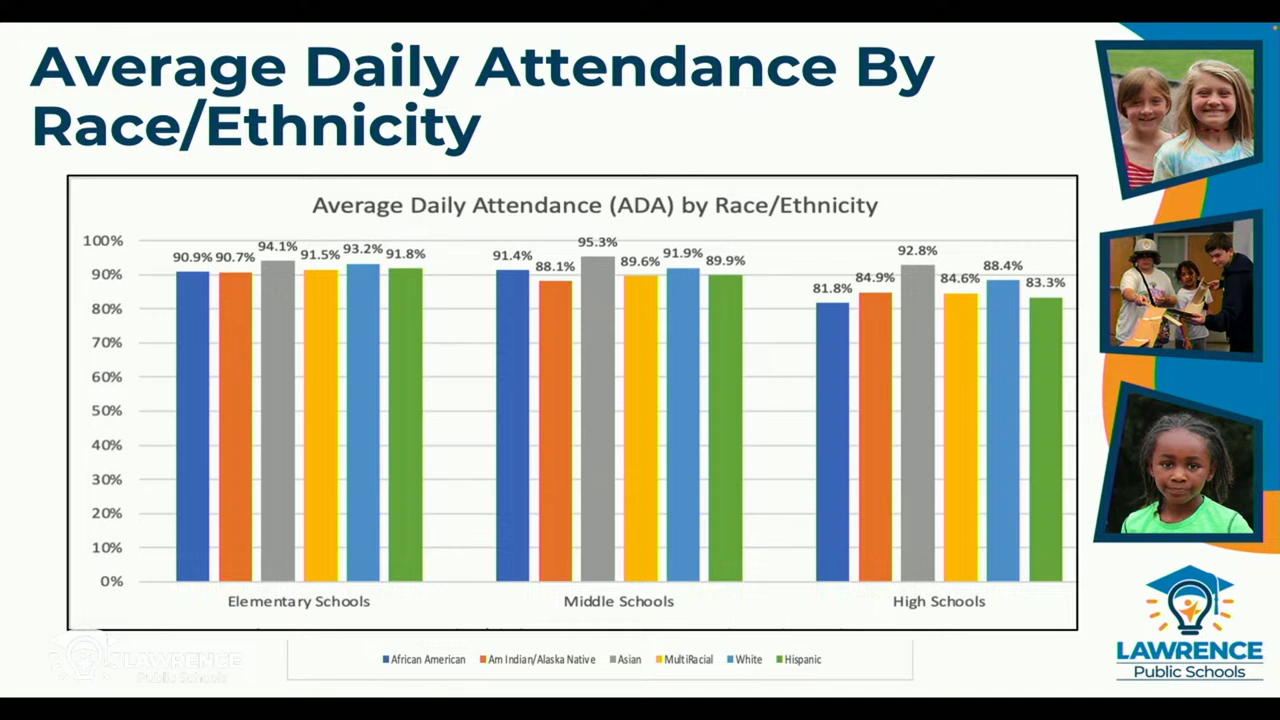 Average Daily Attendance By
Race/Ethnicity
Average Daily Attendance (ADA) by Race/Ethnicity
100%
90%
80%
70%
60%
50%
40%
30%
20%
10%
0%
90.9% 90.7% 94.1% 91.5% 93.2% 91.8%
91.4% 88.1% 95.3% 89.6% 91.9% 89.9%
81.8% 84.9% 92.8% 84.6% 88.4% 83.3%
Elementary Schools Middle Schools High Schools
African American Am Indian/Alaska Native Asian MultiRacial White Hispanic
LAWRENCE
Public Schools
LAWRENCE
Public Schools